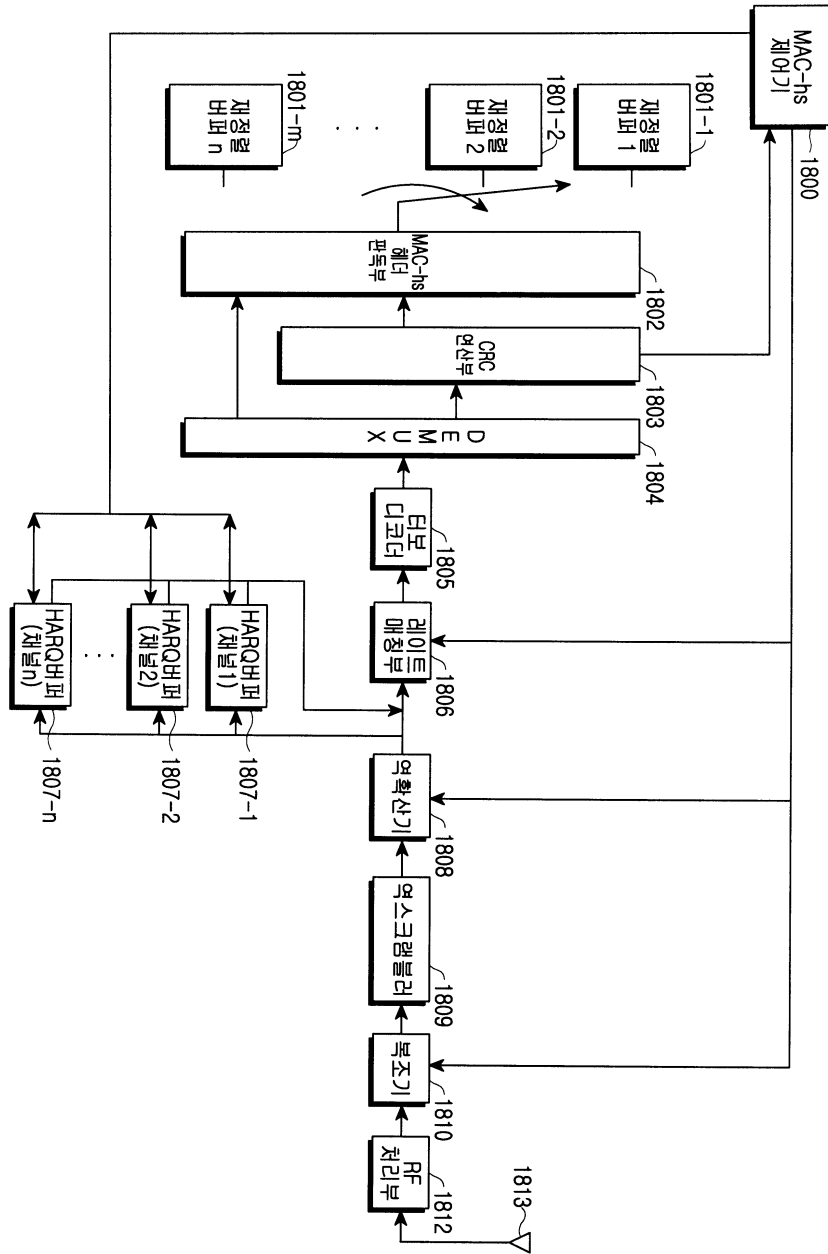 MAC-hs
제어기
1800
재정렬
버퍼 1
1801-1
재정렬
버퍼 2
1801-2
. . .
재정렬
버퍼 n
1801-m
MAC-hs
헤더
판독부
1802
CRC
연산부
1803
DEMUX
1804
터보
디코더
1805
레이트
매칭부
1806
HARQ버퍼
(채널1)
1807-1
HARQ버퍼
(채널2)
1807-2
. . .
HARQ버퍼
(채널n)
1807-n
역확산기
1808
역스크램블러
1809
복조기
1810
RF
처리부
1812
1813